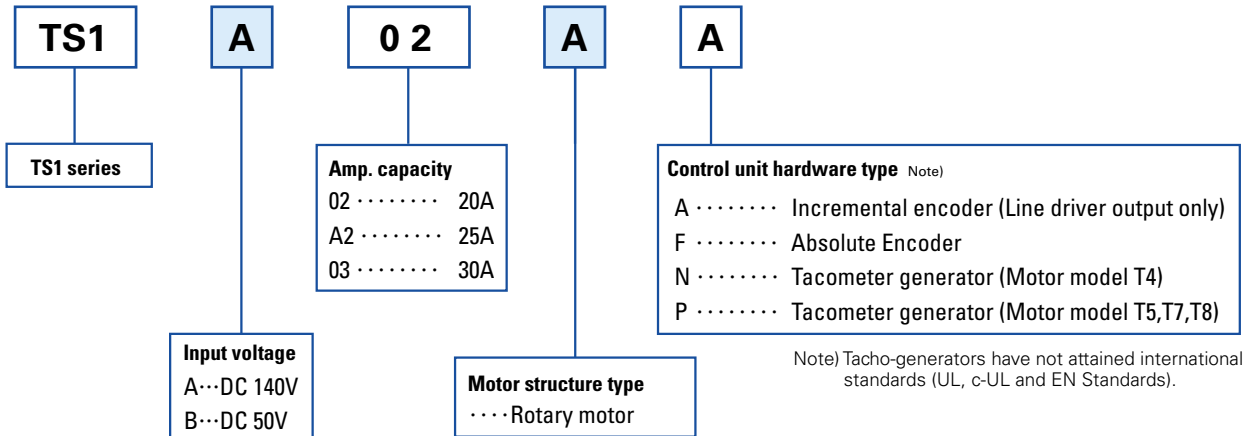 TS1 A 0 2 A A
TS1 series
Amp. capacity
02 ········ 20A
A2 ········ 25A
03 ········ 30A
Control unit hardware type Note)
A ········ Incremental encoder (Line driver output only)
F ········ Absolute Encoder
N ········ Tacometer generator (Motor model T4)
P ········ Tacometer generator (Motor model T5,T7,T8)
Input voltage
A···DC 140V
B···DC 50V
Motor structure type
····Rotary motor
Note) Tacho-generators have not attained international
standards (UL, c-UL and EN Standards).